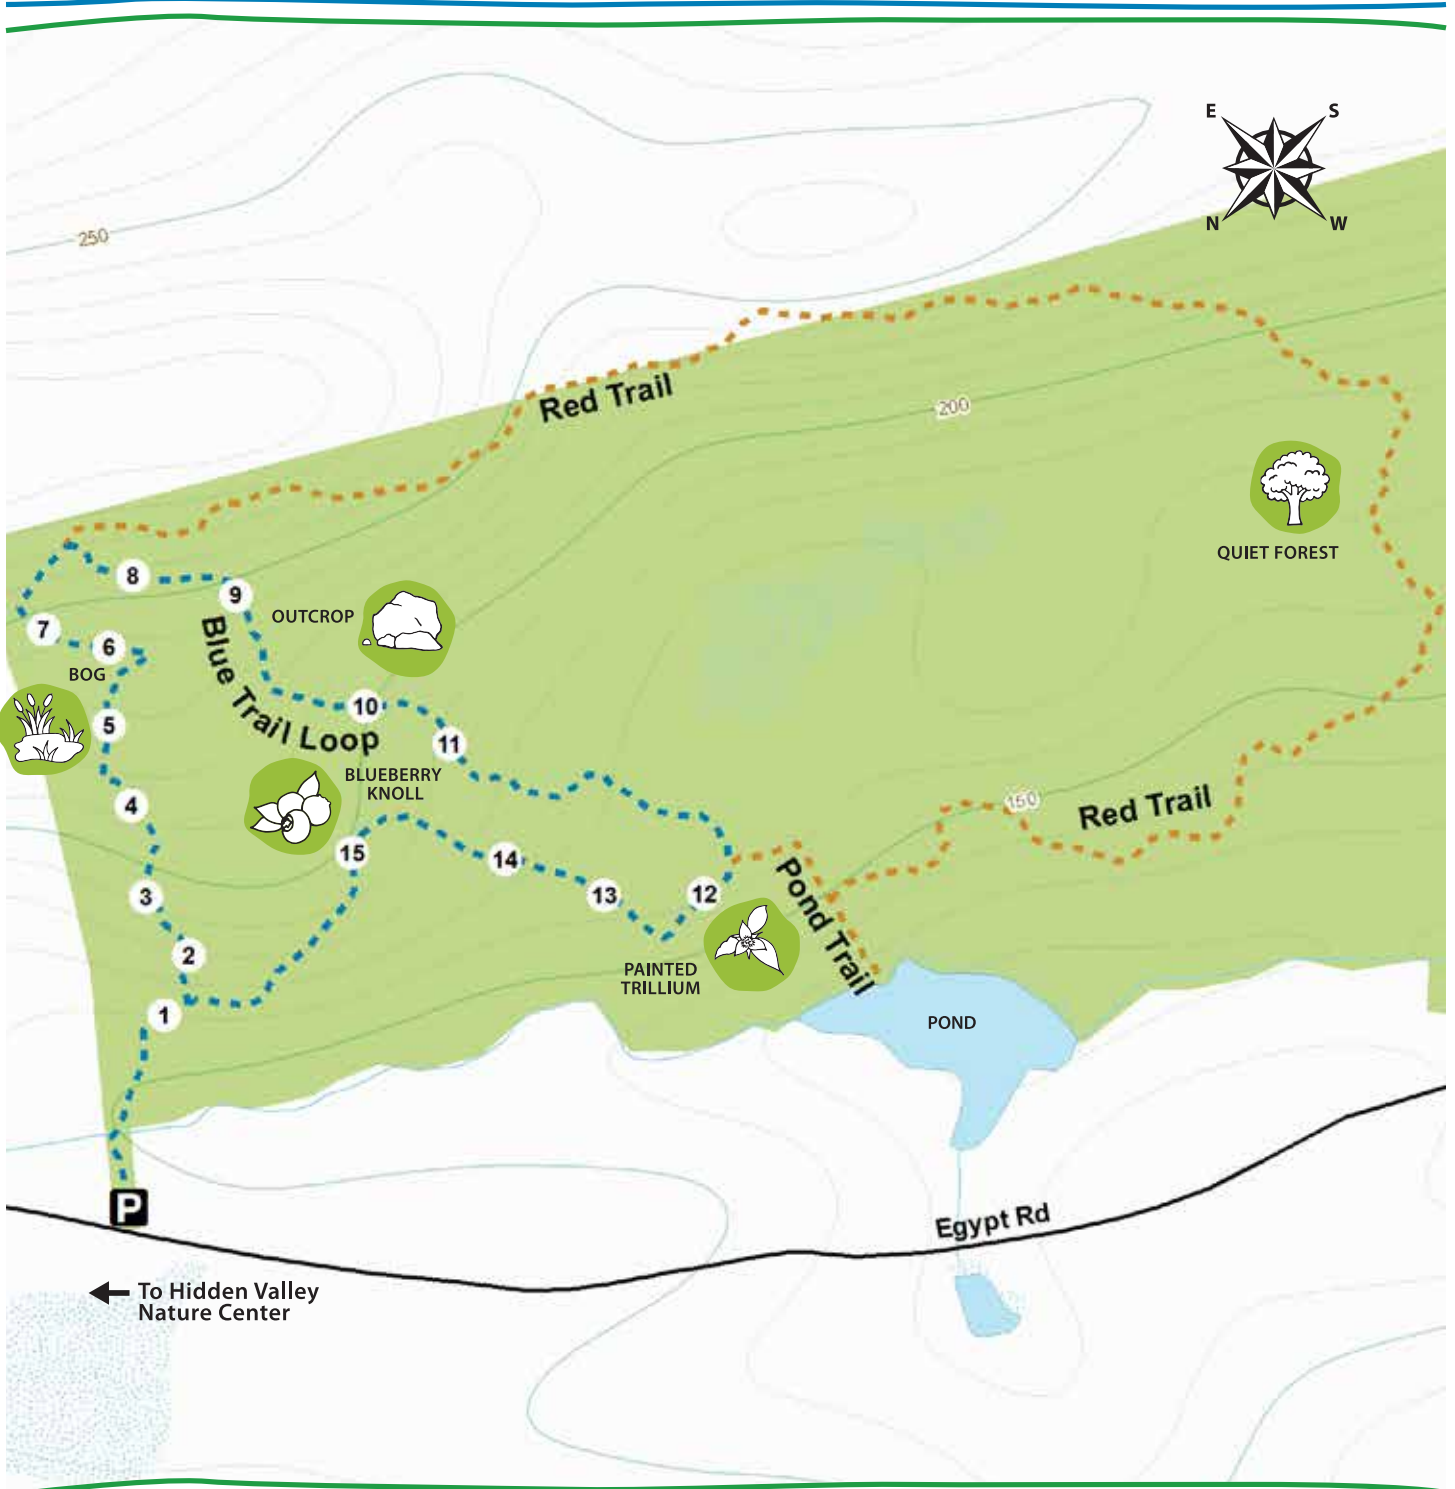 E
S
N
W
250
Red Trail
200
QUIET FOREST
8
9
OUTCROP
7
6
BOG
Blue Trail Loop
5
10
11
BLUEBERRY
KNOLL
4
150
Red Trail
15
14
3
13
12
Pond Trail
2
PAINTED
TRILLIUM
1
POND
P
Egypt Rd
To Hidden Valley
Nature Center